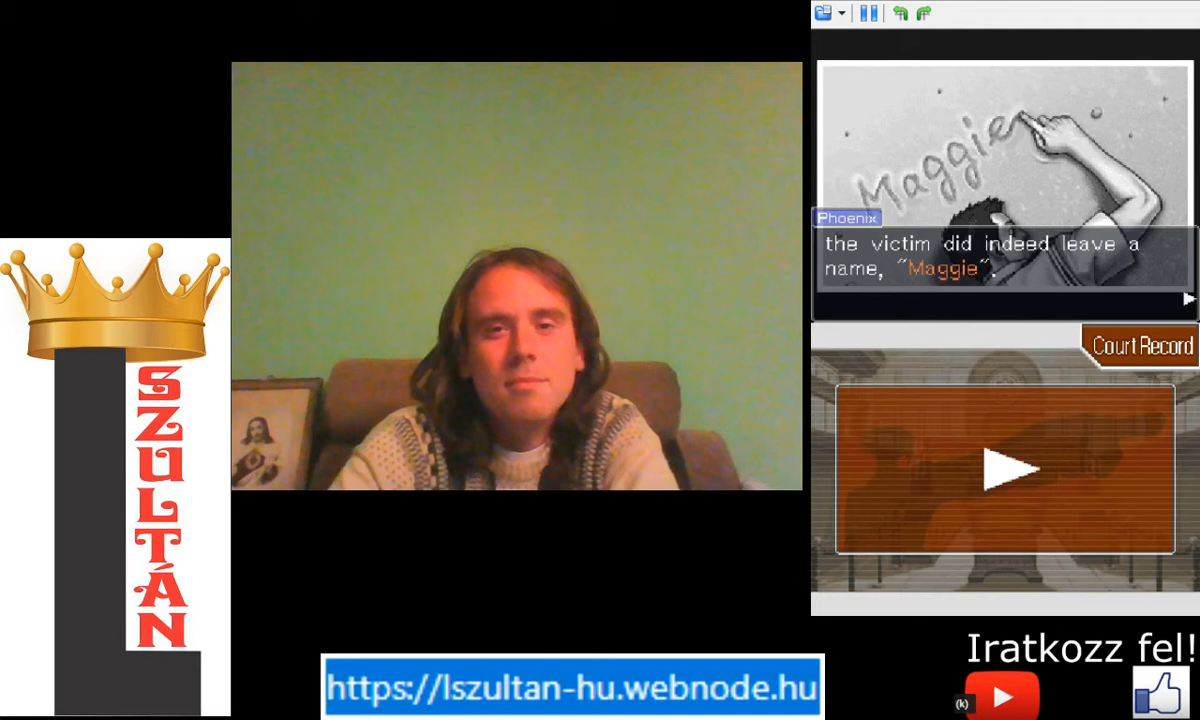 Maggie
Phoenix
the victim did indeed leave a
name, "Maggie".
Court Record
L
SZULTÁN
https://lszultan-hu.webnode.hu
Iratkozz fel!
(k)